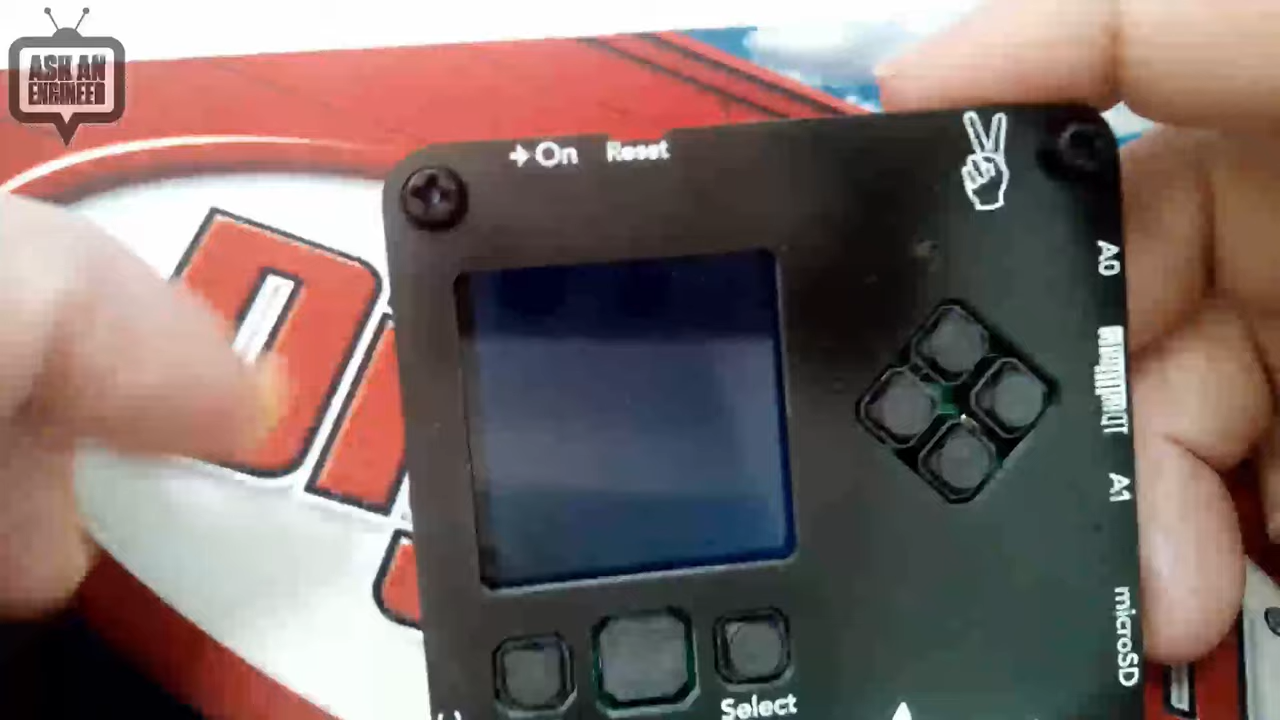 ASK AN
ENGINEER
→On
Reset
A0
A1
microSD
Select